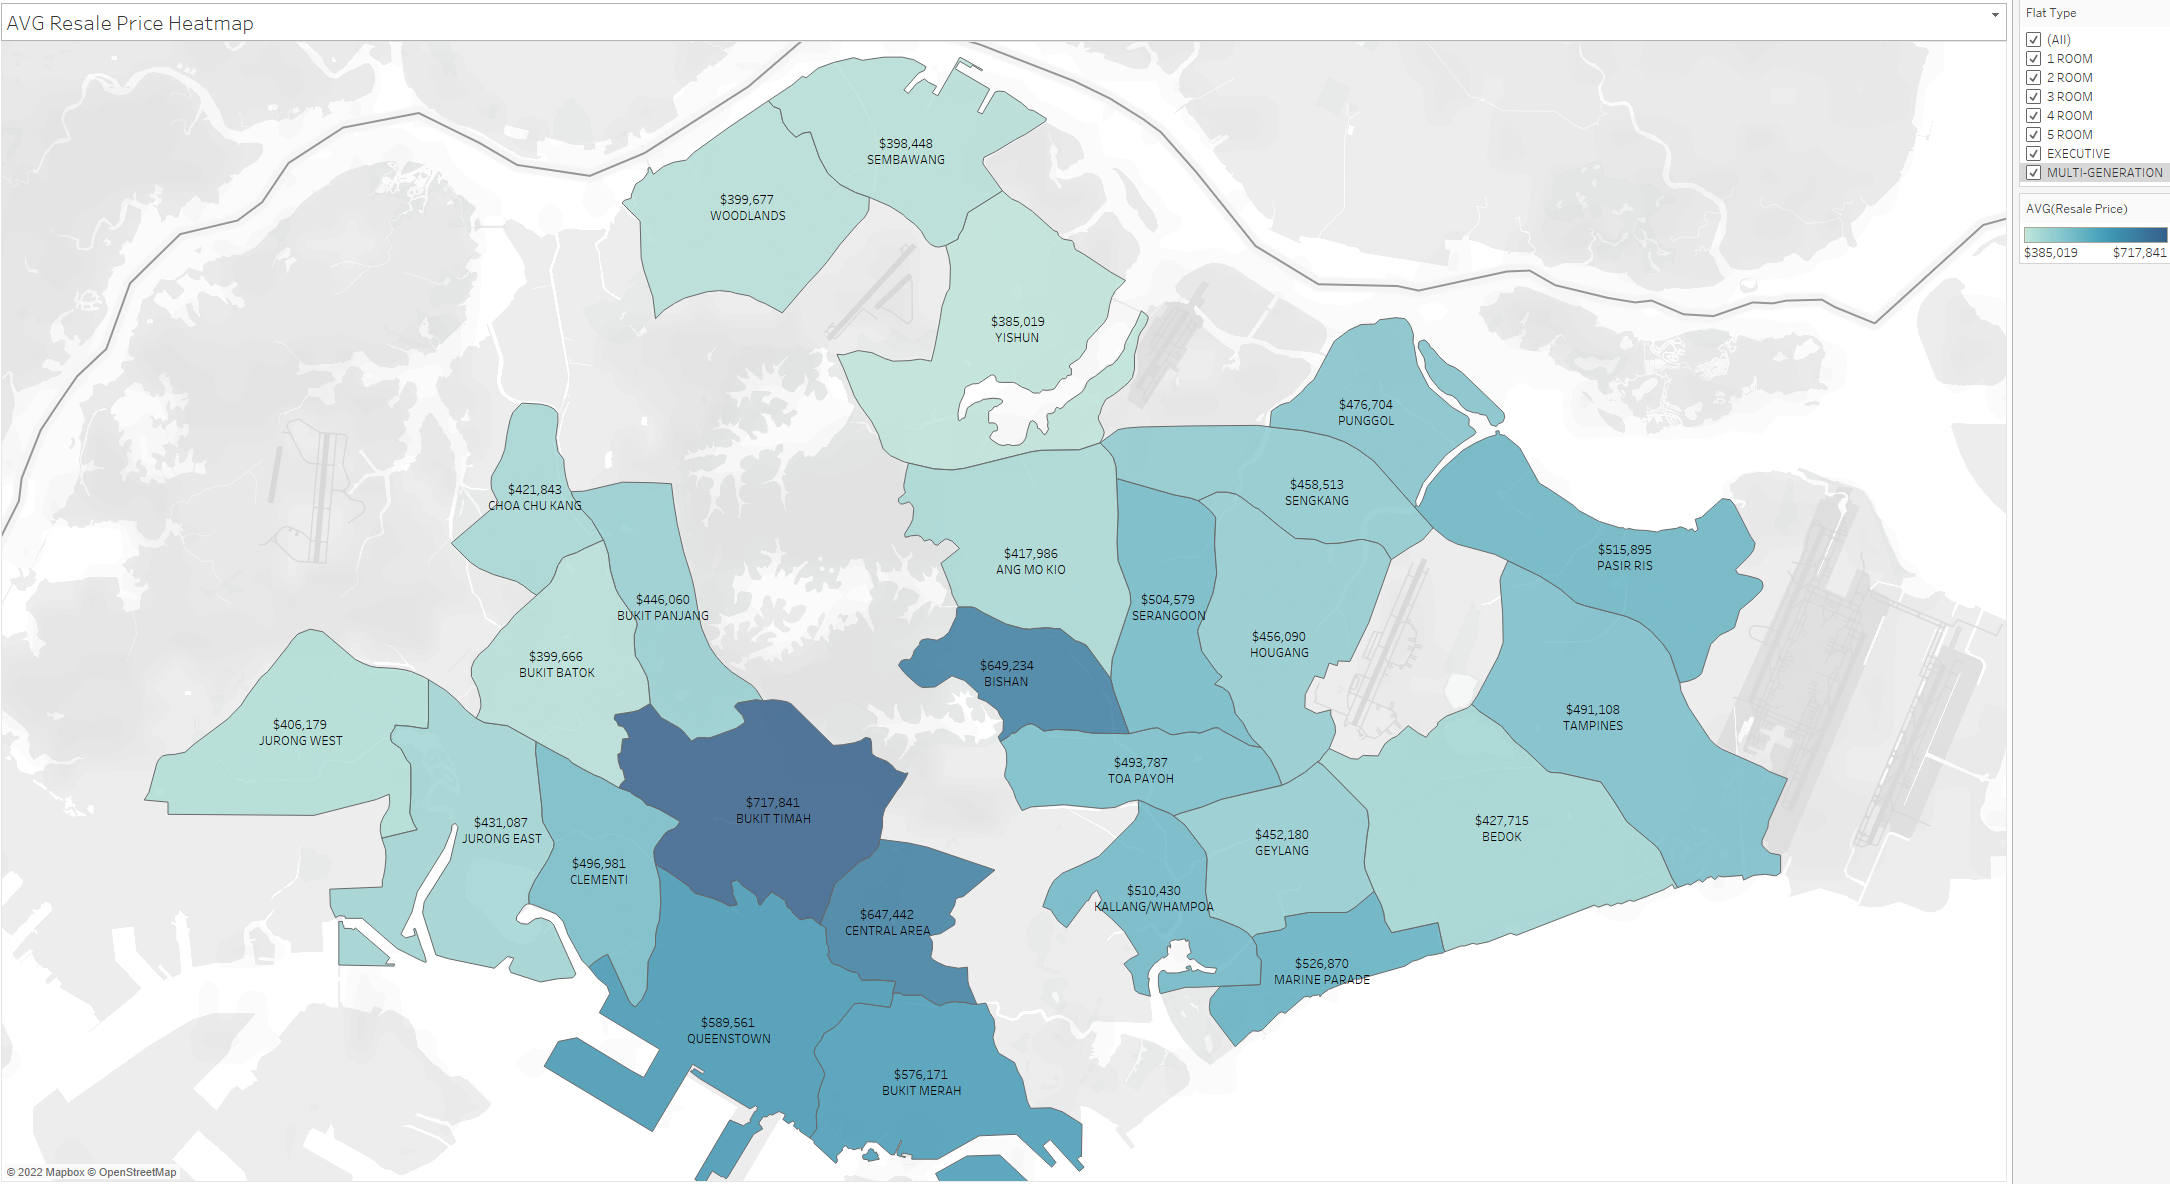 AVG Resale Price Heatmap
$398,448
SEMBAWANG
$399,677
WOODLANDS
$385,019
YISHUN
$476,704
PUNGGOL
$458,513
SENGKANG
$421,843
CHOA CHU KANG
$515,895
PASIR RIS
$417,986
ANG MO KIO
$446,060
BUKIT PANJANG
$504,579
SERANGOON
$456,090
HOUGANG
$399,666
BUKIT BATOK
$649,234
BISHAN
$406,179
JURONG WEST
$491,108
TAMPINES
$493,787
TOA PAYOH
$717,841
BUKIT TIMAH
$431,087
JURONG EAST
$427,715
BEDOK
$452,180
GEYLANG
$496,981
CLEMENTI
$510,430
KALLANG/WHAMPOA
$647,442
CENTRAL AREA
$526,870
MARINE PARADE
$589,561
QUEENSTOWN
$576,171
BUKIT MERAH
© 2022 Mapbox © OpenStreetMap
Flat Type
(All)
1 ROOM
2 ROOM
3 ROOM
4 ROOM
5 ROOM
EXECUTIVE
MULTI-GENERATION
AVG(Resale Price)
$385,019 $717,841